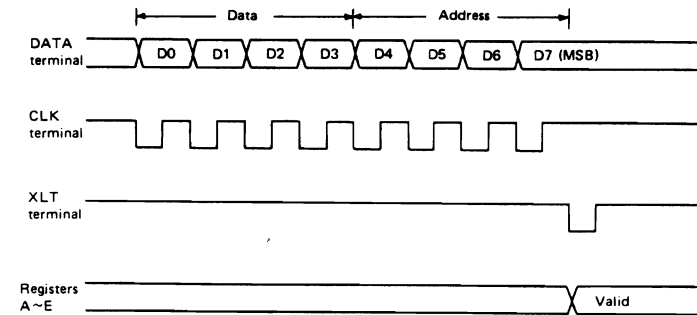 Data Address
DATA
terminal
D0 D1 D2 D3 D4 D5 D6 D7 (MSB)
CLK
terminal
XLT
terminal
Registers
A~E
Valid